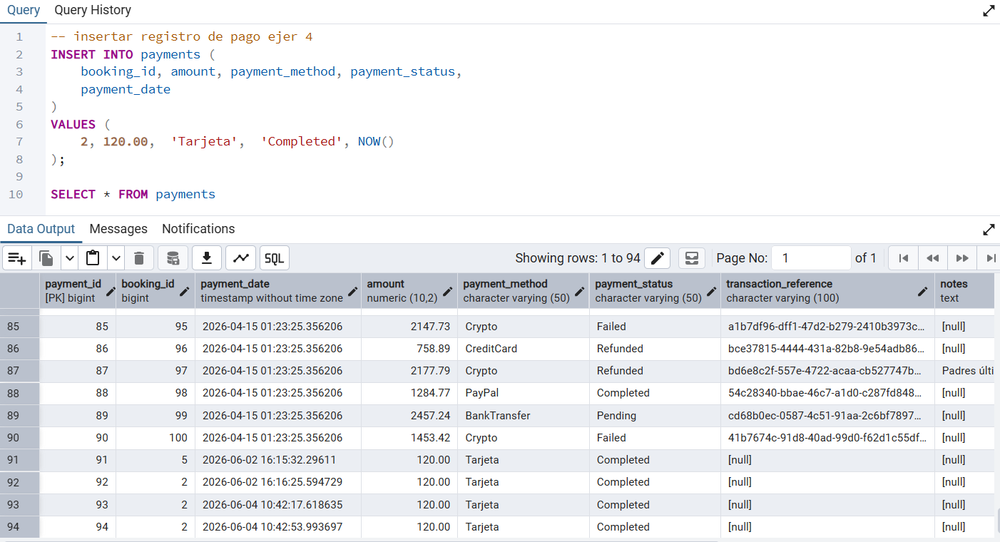 Query Query History
1 -- insertar registro de pago ejer 4
2 INSERT INTO payments (
3 booking_id, amount, payment_method, payment_status,
4 payment_date
5 )
6 VALUES (
7 2, 120.00, 'Tarjeta', 'Completed', NOW()
8 );
9
10 SELECT * FROM payments
Data Output Messages Notifications
SQL Showing rows: 1 to 94 Page No: 1 of 1
payment_id booking_id payment_date amount payment_method payment_status transaction_reference notes
[PK] bigint bigint timestamp without time zone numeric (10,2) character varying (50) character varying (50) character varying (100) text
85 85 95 2026-04-15 01:23:25.356206 2147.73 Crypto Failed a1b7df96-dff1-47d2-b279-2410b3973c... [null]
86 86 96 2026-04-15 01:23:25.356206 758.89 CreditCard Refunded bce37815-4444-431a-82b8-9e54adb86... [null]
87 87 97 2026-04-15 01:23:25.356206 2177.79 Crypto Refunded bd6e8c2f-557e-4722-acaa-cb527747b... Padres últi
88 88 98 2026-04-15 01:23:25.356206 1284.77 PayPal Completed 54c28340-bbae-46c7-a1d0-c287fd848... [null]
89 89 99 2026-04-15 01:23:25.356206 2457.24 BankTransfer Pending cd68b0ec-0587-4c51-91aa-2c6bf7897... [null]
90 90 100 2026-04-15 01:23:25.356206 1453.42 Crypto Failed 41b7674c-91d8-40ad-99d0-f62d1c55df... [null]
91 91 5 2026-06-02 16:15:32.29611 120.00 Tarjeta Completed [null] [null]
92 92 2 2026-06-02 16:16:25.594729 120.00 Tarjeta Completed [null] [null]
93 93 2 2026-06-04 10:42:17.618635 120.00 Tarjeta Completed [null] [null]
94 94 2 2026-06-04 10:42:53.993697 120.00 Tarjeta Completed [null] [null]